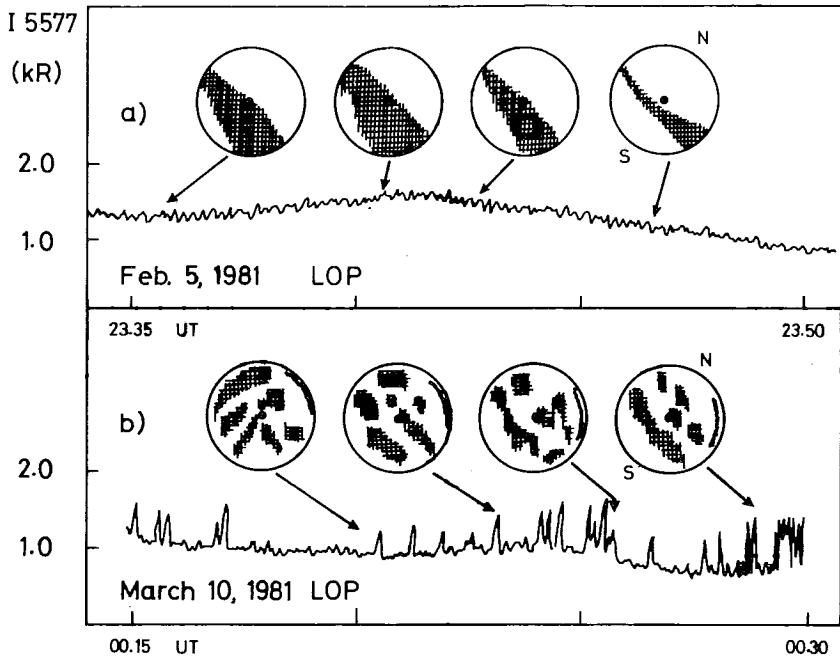 I 5577
(kR)
a)
N
S
2.0
1.0
Feb. 5, 1981 LOP
23.35 UT
23.50
b)
N
S
2.0
1.0
March 10, 1981 LOP
00.15 UT
00.30